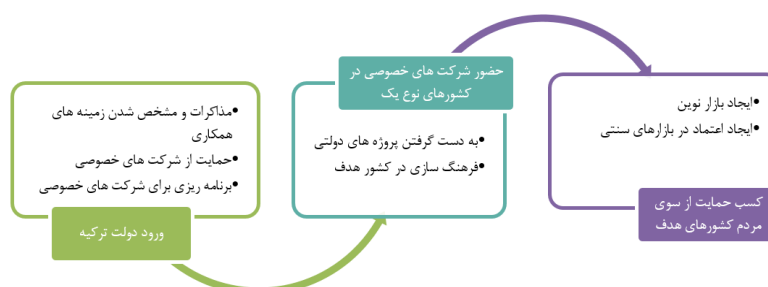 •مذاکرات و مشخص شدن زمینه های
همکاری
•حمایت از شرکت های خصوصی
•برنامه ریزی برای شرکت های خصوصی
ورود دولت ترکیه
حضور شرکت های خصوصی در
کشورهای نوع یک
•به دست گرفتن پروژه های دولتی
•فرهنگ سازی در کشور هدف
•ایجاد بازار نوین
•ایجاد اعتماد در بازارهای سنتی
کسب حمایت از سوی
مردم کشورهای هدف